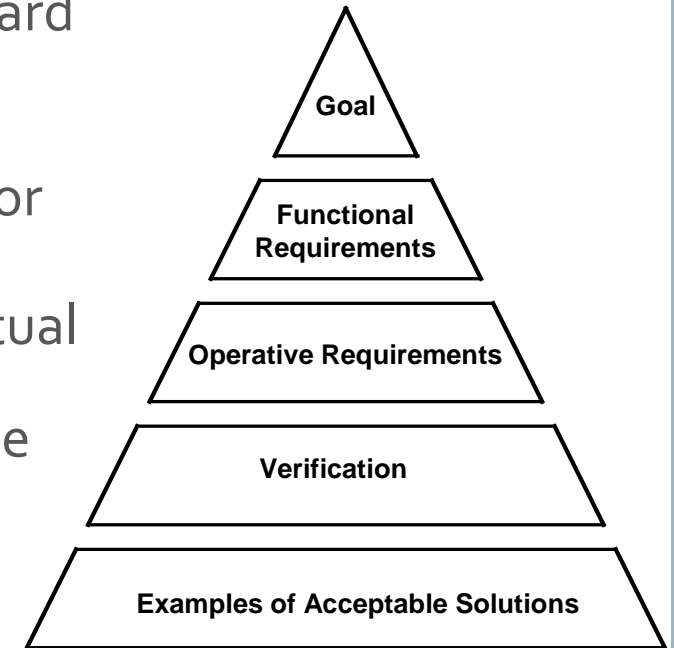 ard
or
tual
e
Goal
Functional
Requirements
Operative Requirements
Verification
Examples of Acceptable Solutions